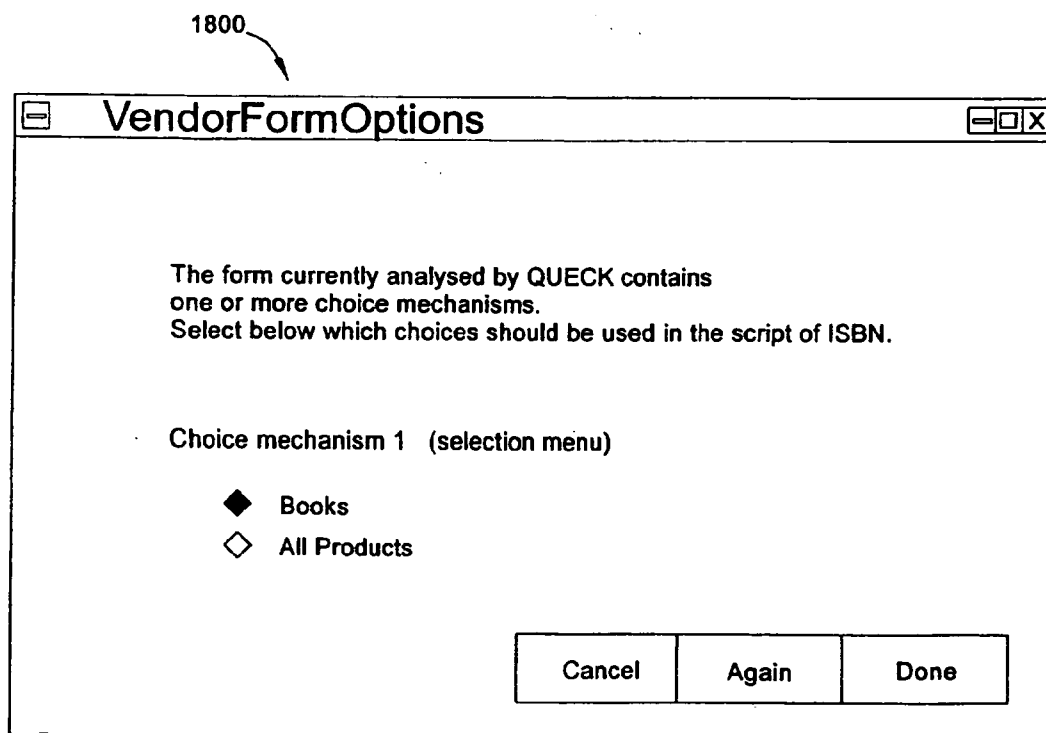 1800
VendorFormOptions
The form currently analysed by QUECK contains
one or more choice mechanisms.
Select below which choices should be used in the script of ISBN.
Choice mechanism 1 (selection menu)
Books
All Products
Cancel Again Done